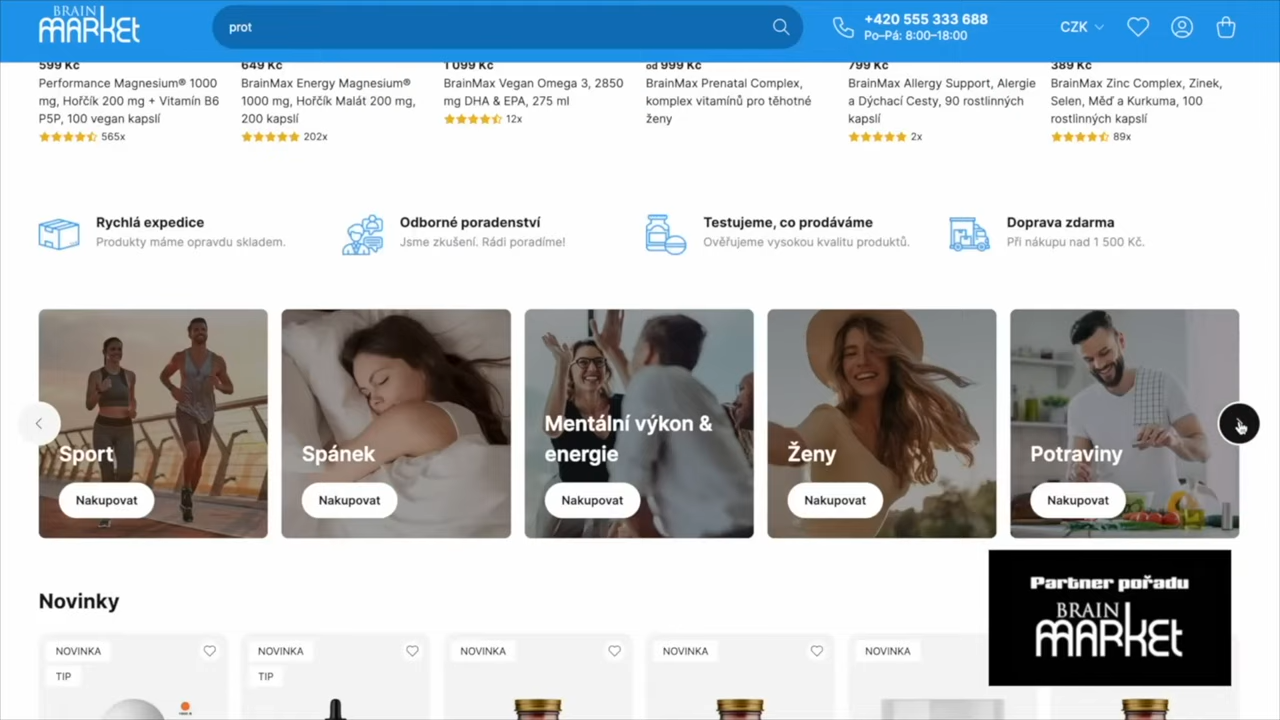 BRAIN
MARKET
prot
+420 555 333 688
Po–Pá: 8:00–18:00
CZK
599 Kč
Performance Magnesium® 1000
mg, Hořčík 200 mg + Vitamín B6
P5P, 100 vegan kapslí
565x
649 Kč
BrainMax Energy Magnesium®
1000 mg, Hořčík Malát 200 mg,
200 kapslí
202x
1 099 Kč
BrainMax Vegan Omega 3, 2850
mg DHA & EPA, 275 ml
12x
od 999 Kč
BrainMax Prenatal Complex,
komplex vitamínů pro těhotné
ženy
799 Kč
BrainMax Allergy Support, Alergie
a Dýchací Cesty, 90 rostlinných
kapslí
2x
389 Kč
BrainMax Zinc Complex, Zinek,
Selen, Měď a Kurkuma, 100
rostlinných kapslí
89x
Rychlá expedice
Produkty máme opravdu skladem.
Odborné poradenství
Jsme zkušení. Rádi poradíme!
Testujeme, co prodáváme
Ověřujeme vysokou kvalitu produktů.
Doprava zdarma
Při nákupu nad 1 500 Kč.
Sport
Nakupovat
Spánek
Nakupovat
Mentální výkon &
energie
Nakupovat
Ženy
Nakupovat
Potraviny
Nakupovat
Novinky
NOVINKA
TIP
NOVINKA
TIP
NOVINKA
NOVINKA
NOVINKA
Partner pořadu
BRAIN
MARKET